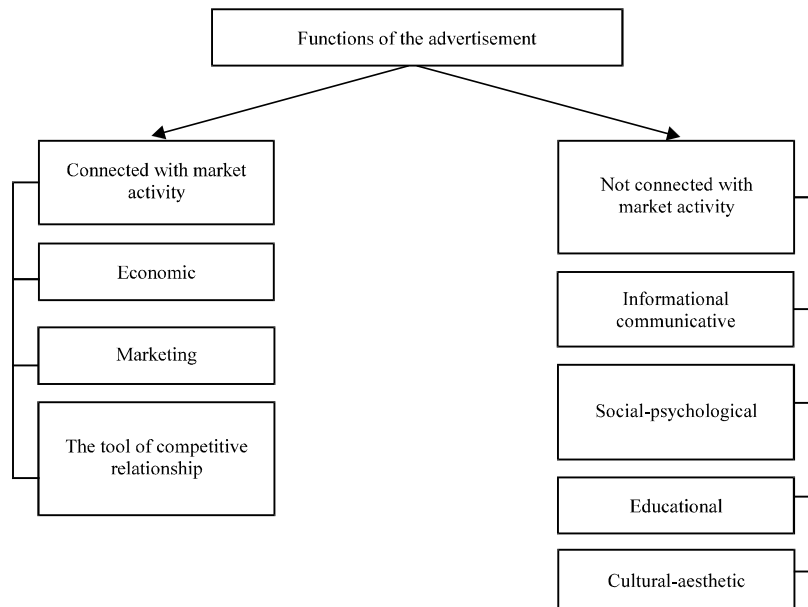 Functions of the advertisement
Connected with market
activity
Economic
Marketing
The tool of competitive
relationship
Not connected with
market activity
Informational
communicative
Social-psychological
Educational
Cultural-aesthetic